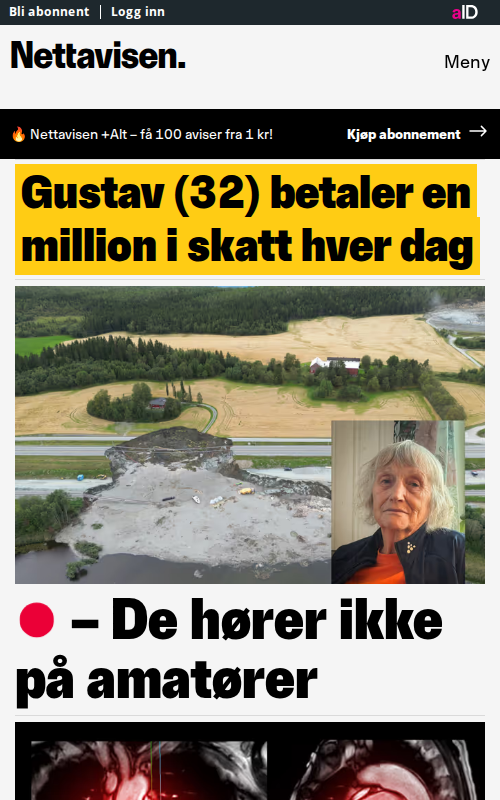 Bli abonnent | Logg inn
aID
Nettavisen.
Meny
🔥 Nettavisen +Alt – få 100 aviser fra 1 kr!
Kjøp abonnement →
Gustav (32) betaler en
million i skatt hver dag
– De hører ikke
på amatører